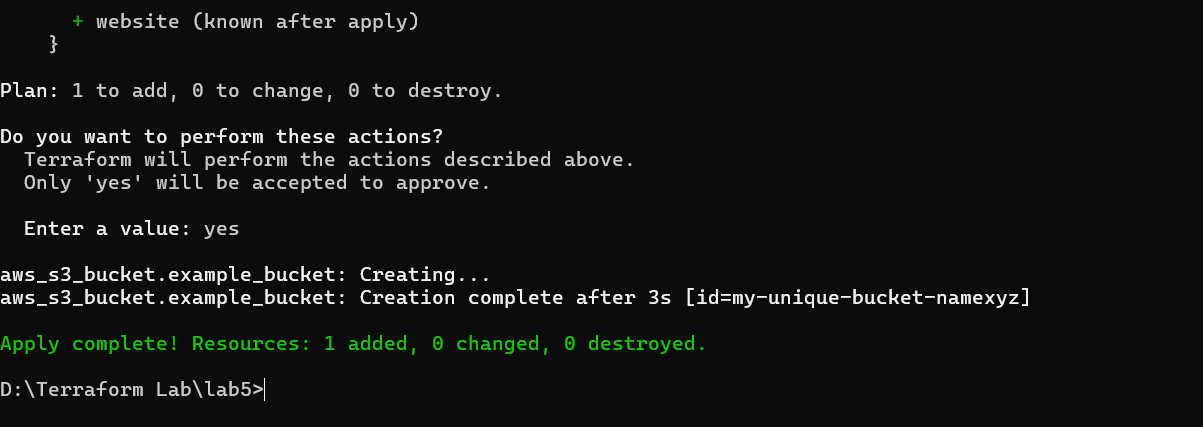 + website (known after apply)
}
Plan: 1 to add, 0 to change, 0 to destroy.
Do you want to perform these actions?
Terraform will perform the actions described above.
Only 'yes' will be accepted to approve.
Enter a value: yes
aws_s3_bucket.example_bucket: Creating...
aws_s3_bucket.example_bucket: Creation complete after 3s [id=my-unique-bucket-namexyz]
Apply complete! Resources: 1 added, 0 changed, 0 destroyed.
D:\Terraform Lab\lab5>